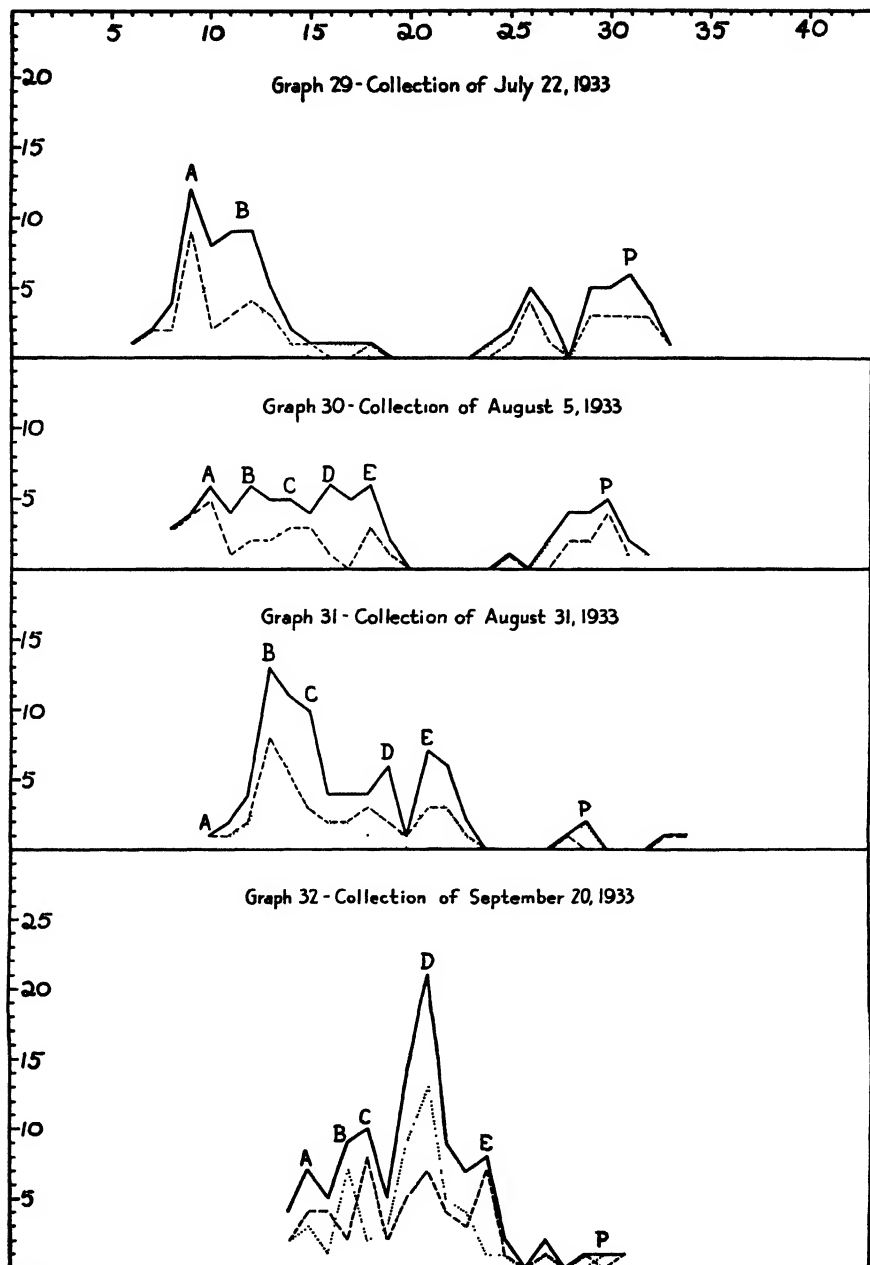 5 10 15 20 25 30 35 40
Graph 29-Collection of July 22, 1933
20
15
10
5
A
B
P
Graph 30-Collection of August 5, 1933
10
5
A B C D E P
Graph 31-Collection of August 31, 1933
15
10
5
A
B
C
D
E
P
Graph 32-Collection of September 20, 1933
25
20
15
10
5
A
B
C
D
E
P